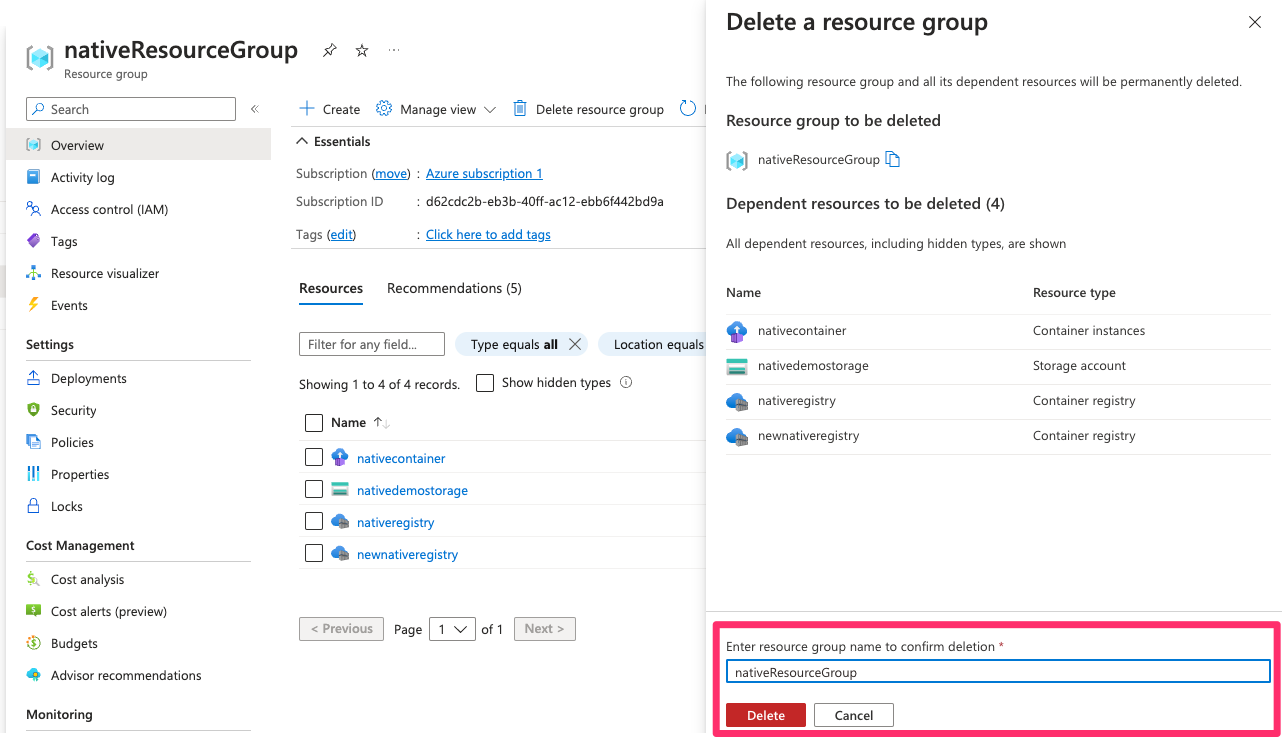 nativeResourceGroup
Resource group
Search
Overview
Activity log
Access control (IAM)
Tags
Resource visualizer
Events
Settings
Deployments
Security
Policies
Properties
Locks
Cost Management
Cost analysis
Cost alerts (preview)
Budgets
Advisor recommendations
Monitoring
Create Manage view Delete resource group
Essentials
Subscription (move) : Azure subscription 1
Subscription ID : d62cdc2b-eb3b-40ff-ac12-ebb6f442bd9a
Tags (edit) : Click here to add tags
Resources Recommendations (5)
Filter for any field... Type equals all Location equals
Showing 1 to 4 of 4 records. Show hidden types
Name
nativecontainer
nativedemostorage
nativeregistry
newnativeregistry
< Previous Page 1 of 1 Next >
Delete a resource group
The following resource group and all its dependent resources will be permanently deleted.
Resource group to be deleted
nativeResourceGroup
Dependent resources to be deleted (4)
All dependent resources, including hidden types, are shown
Name Resource type
nativecontainer Container instances
nativedemostorage Storage account
nativeregistry Container registry
newnativeregistry Container registry
Enter resource group name to confirm deletion *
nativeResourceGroup
Delete Cancel